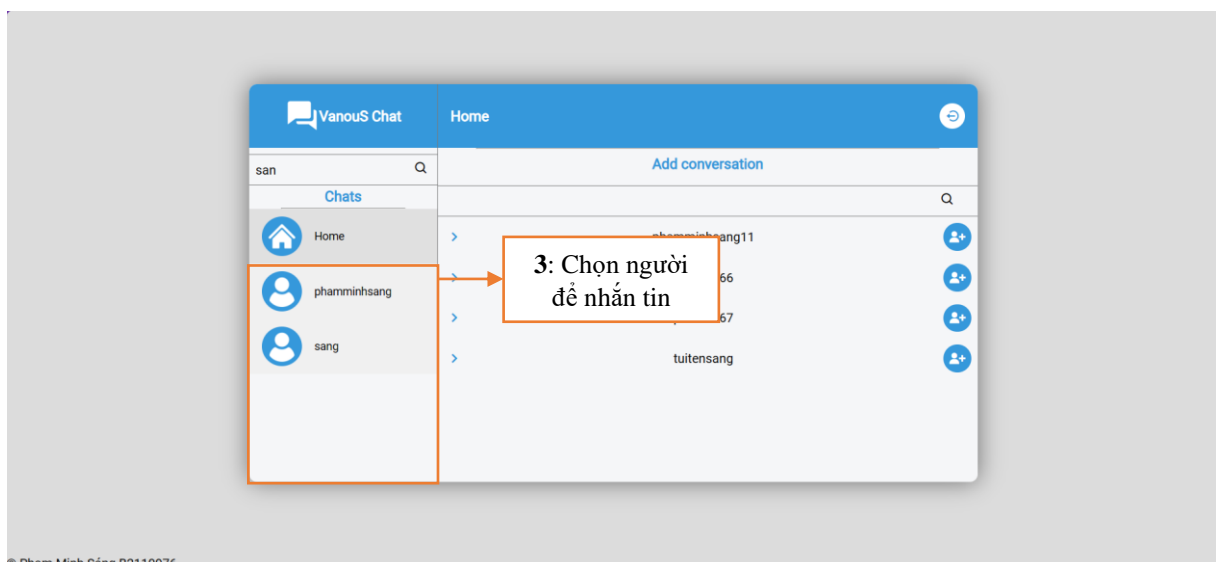 VanouS Chat
Home
san
Add conversation
Chats
Home
phamminhsang
sang
3: Chọn người
để nhắn tin
ang11
66
67
tuitensang